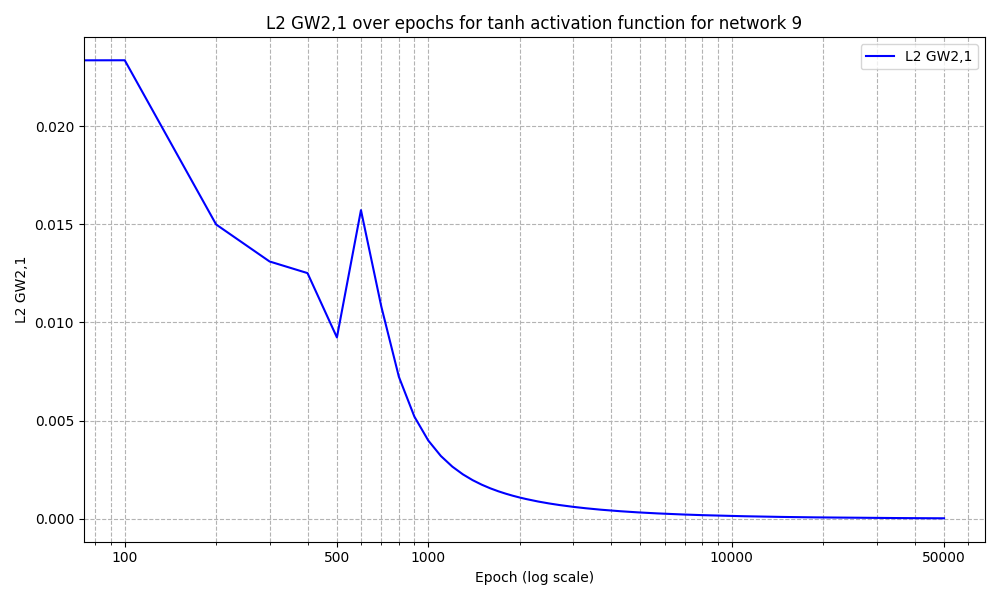 L2 GW2,1 over epochs for tanh activation function for network 9
L2 GW2,1
L2 GW2,1
0.020
0.015
0.010
0.005
0.000
100
500
1000
10000
50000
Epoch (log scale)